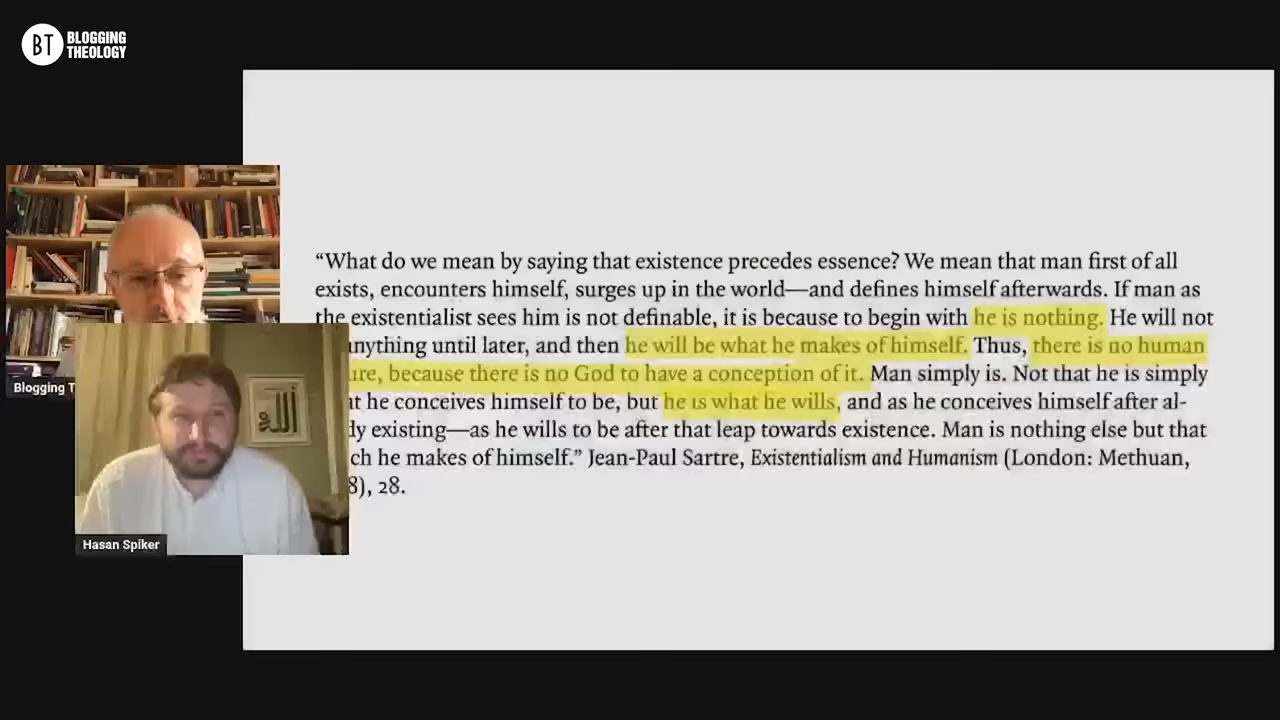 BT BLOGGING
THEOLOGY
“What do we mean by saying that existence precedes essence? We mean that man first of all
exists, encounters himself, surges up in the world—and defines himself afterwards. If man as
the existentialist sees him is not definable, it is because to begin with he is nothing. He will not
anything until later, and then he will be what he makes of himself. Thus, there is no human
ure, because there is no God to have a conception of it. Man simply is. Not that he is simply
t he conceives himself to be, but he is what he wills, and as he conceives himself after al-
dy existing—as he wills to be after that leap towards existence. Man is nothing else but that
ch he makes of himself.” Jean-Paul Sartre, Existentialism and Humanism (London: Methuan,
8), 28.
Blogging T
الله
Hasan Spiker